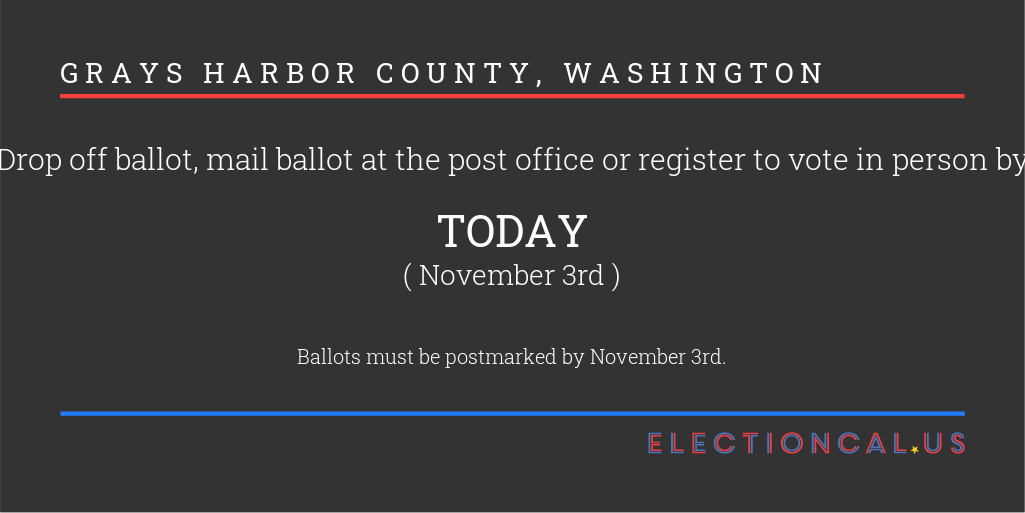 GRAYS HARBOR COUNTY, WASHINGTON
Drop off ballot, mail ballot at the post office or register to vote in person by
TODAY
( November 3rd )
Ballots must be postmarked by November 3rd.
ELECTIONCAL.US